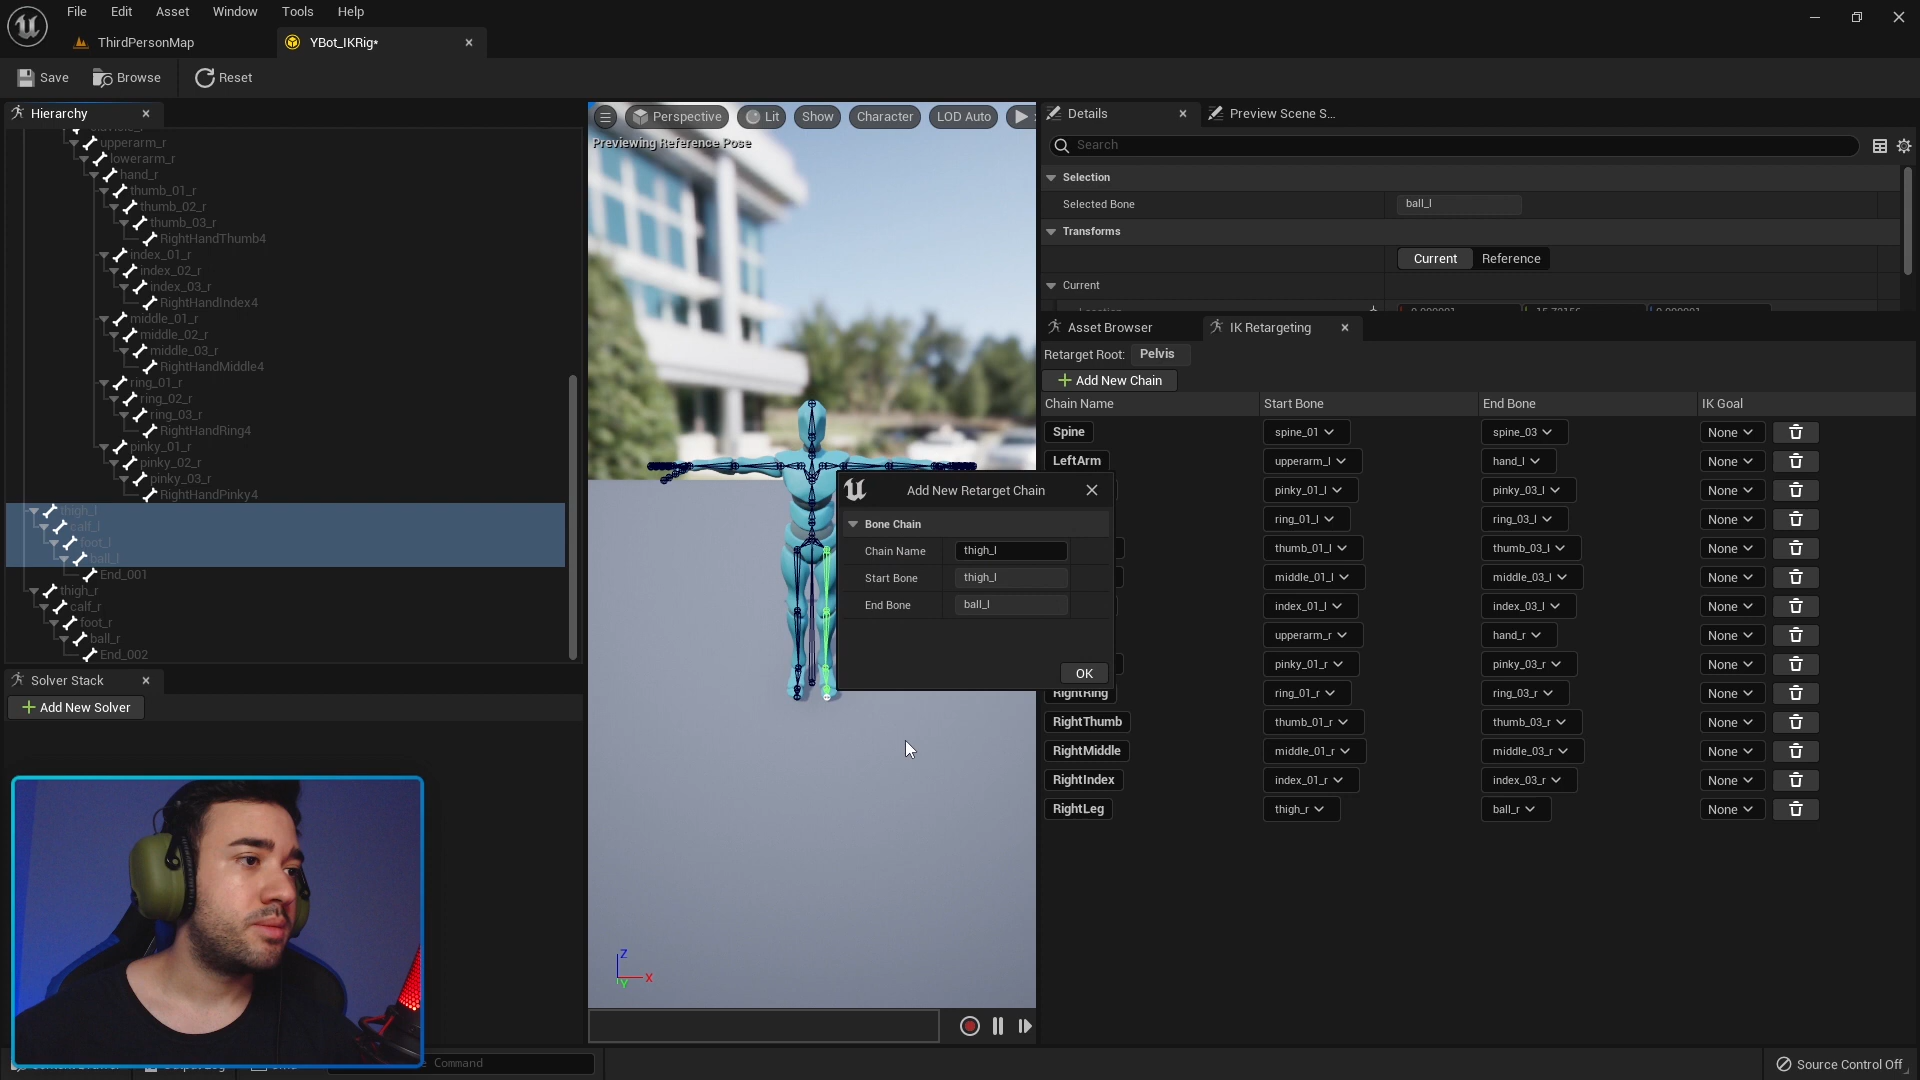 File Edit Asset Window Tools Help
ThirdPersonMap
YBot_IKRig*
Save Browse Reset
Hierarchy
upperarm_r
lowerarm_r
hand_r
thumb_01_r
thumb_02_r
thumb_03_r
RightHandThumb4
index_01_r
index_02_r
index_03_r
RightHandIndex4
middle_01_r
middle_02_r
middle_03_r
RightHandMiddle4
ring_01_r
ring_02_r
ring_03_r
RightHandRing4
pinky_01_r
pinky_02_r
pinky_03_r
RightHandPinky4
thigh_l
calf_l
foot_l
ball_l
End_001
thigh_r
calf_r
foot_r
ball_r
End_002
Solver Stack
Add New Solver
Perspective Lit Show Character LOD Auto
Previewing Reference Pose
Add New Retarget Chain
Bone Chain
Chain Name thigh_l
Start Bone thigh_l
End Bone ball_l
OK
Z
X
Y
Details
Preview Scene S...
Search
Selection
Selected Bone ball_l
Transforms
Current Reference
Current
Asset Browser
IK Retargeting
Retarget Root: Pelvis
Add New Chain
Chain Name Start Bone End Bone IK Goal
Spine spine_01 spine_03 None
LeftArm upperarm_l hand_l None
pinky_01_l pinky_03_l None
ring_01_l ring_03_l None
thumb_01_l thumb_03_l None
middle_01_l middle_03_l None
index_01_l index_03_l None
upperarm_r hand_r None
pinky_01_r pinky_03_r None
RightRing ring_01_r ring_03_r None
RightThumb thumb_01_r thumb_03_r None
RightMiddle middle_01_r middle_03_r None
RightIndex index_01_r index_03_r None
RightLeg thigh_r ball_r None
Command
Source Control Off